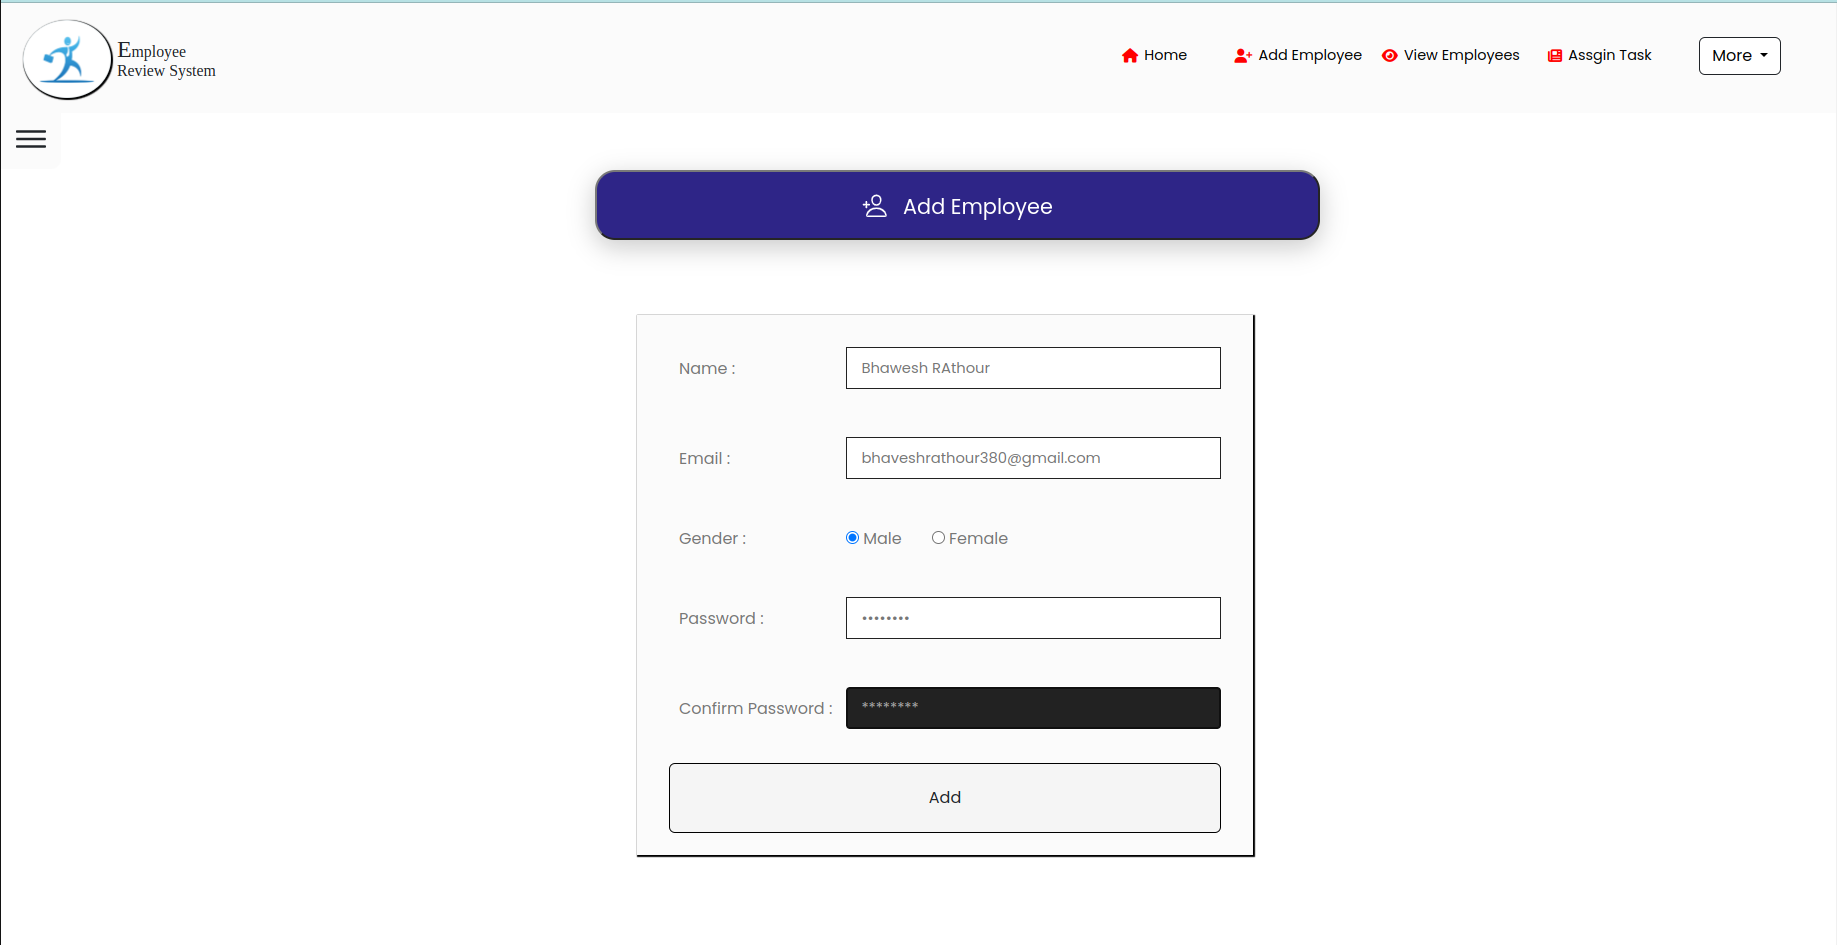 Employee
Review System
Home Add Employee View Employees Assgin Task More
Add Employee
Name : Bhawesh RAthour
Email : bhaveshrathour380@gmail.com
Gender : Male Female
Password : ••••••••
Confirm Password : ********
Add